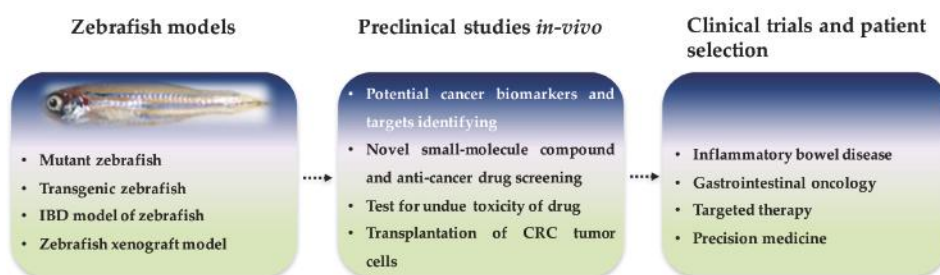 Zebrafish models
Mutant zebrafish
Transgenic zebrafish
IBD model of zebrafish
Zebrafish xenograft model
Preclinical studies in-vivo
• Potential cancer biomarkers and
targets identifying
• Novel small-molecule compound
and anti-cancer drug screening
• Test for undue toxicity of drug
• Transplantation of CRC tumor
cells
Clinical trials and patient
selection
• Inflammatory bowel disease
• Gastrointestinal oncology
• Targeted therapy
• Precision medicine